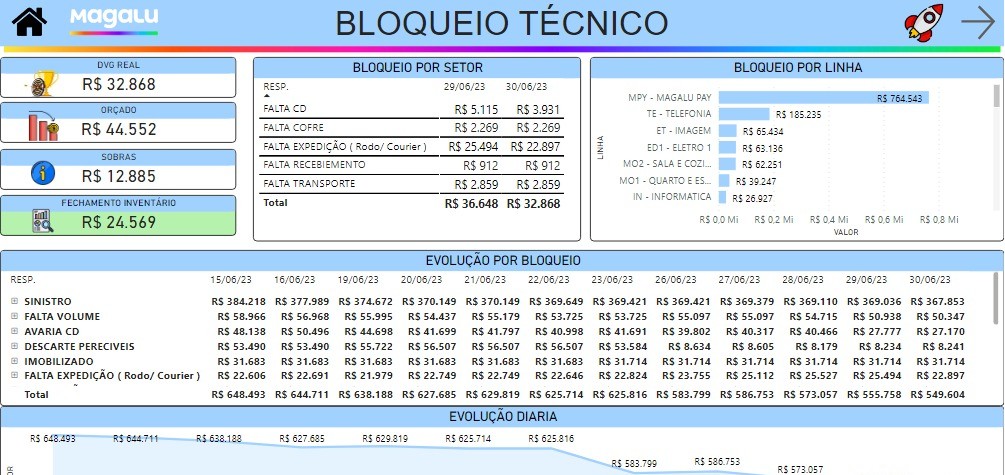 Magalu
BLOQUEIO TÉCNICO
DVG REAL
R$ 32.868
ORÇADO
R$ 44.552
SOBRAS
R$ 12.885
FECHAMENTO INVENTÁRIO
R$ 24.569
BLOQUEIO POR SETOR
RESP. 29/06/23 30/06/23
FALTA CD R$ 5.115 R$ 3.931
FALTA COFRE R$ 2.269 R$ 2.269
FALTA EXPEDIÇÃO ( Rodo/ Courier ) R$ 25.494 R$ 22.897
FALTA RECEBIEMENTO R$ 912 R$ 912
FALTA TRANSPORTE R$ 2.859 R$ 2.859
Total R$ 36.648 R$ 32.868
BLOQUEIO POR LINHA
LINHA
MPY - MAGALU PAY R$ 764.543
TE - TELEFONIA R$ 185.235
ET - IMAGEM R$ 65.434
ED1 - ELETRO 1 R$ 63.136
MO2 - SALA E COZI... R$ 62.251
MO1 - QUARTO E ES... R$ 39.247
IN - INFORMATICA R$ 26.927
R$ 0,0 Mi R$ 0,2 Mi R$ 0,4 Mi R$ 0,6 Mi R$ 0,8 Mi
VALOR
EVOLUÇÃO POR BLOQUEIO
RESP. 15/06/23 16/06/23 19/06/23 20/06/23 21/06/23 22/06/23 23/06/23 26/06/23 27/06/23 28/06/23 29/06/23 30/06/23
SINISTRO R$ 384.218 R$ 377.989 R$ 374.672 R$ 370.149 R$ 370.149 R$ 369.649 R$ 369.421 R$ 369.421 R$ 369.379 R$ 369.110 R$ 369.036 R$ 367.853
FALTA VOLUME R$ 58.966 R$ 56.968 R$ 55.995 R$ 54.437 R$ 55.179 R$ 53.725 R$ 53.725 R$ 55.097 R$ 55.097 R$ 54.715 R$ 50.938 R$ 50.347
AVARIA CD R$ 48.138 R$ 50.496 R$ 44.698 R$ 41.699 R$ 41.797 R$ 40.998 R$ 41.691 R$ 39.802 R$ 40.317 R$ 40.466 R$ 27.777 R$ 27.170
DESCARTE PERECIVEIS R$ 53.490 R$ 53.490 R$ 55.722 R$ 56.507 R$ 56.507 R$ 56.507 R$ 53.584 R$ 8.634 R$ 8.605 R$ 8.179 R$ 8.234 R$ 8.241
IMOBILIZADO R$ 31.683 R$ 31.683 R$ 31.683 R$ 31.683 R$ 31.683 R$ 31.683 R$ 31.714 R$ 31.714 R$ 31.714 R$ 31.714 R$ 31.714 R$ 31.714
FALTA EXPEDIÇÃO ( Rodo/ Courier ) R$ 22.606 R$ 22.691 R$ 21.979 R$ 22.749 R$ 22.749 R$ 22.646 R$ 22.824 R$ 23.755 R$ 25.112 R$ 25.527 R$ 25.494 R$ 22.897
Total R$ 648.493 R$ 644.711 R$ 638.188 R$ 627.685 R$ 629.819 R$ 625.714 R$ 625.816 R$ 583.799 R$ 586.753 R$ 573.057 R$ 555.758 R$ 549.604
EVOLUÇÃO DIARIA
R$ 648.493 R$ 644.711 R$ 638.188 R$ 627.685 R$ 629.819 R$ 625.714 R$ 625.816 R$ 583.799 R$ 586.753 R$ 573.057
OR